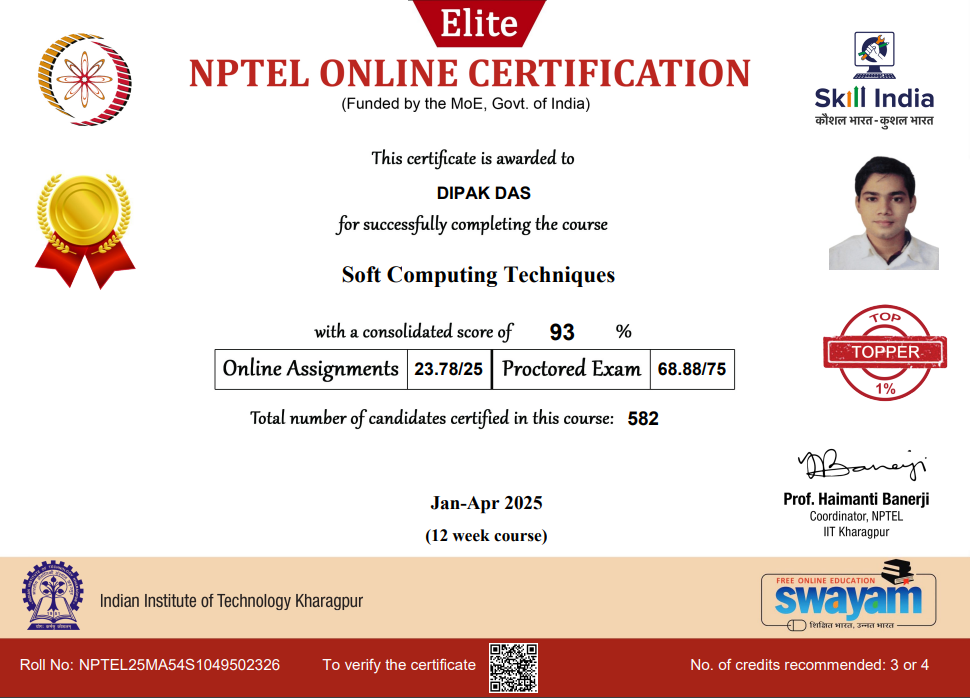 Elite
NPTEL ONLINE CERTIFICATION
(Funded by the MoE, Govt. of India)
Skill India
कौशल भारत - कुशल भारत
This certificate is awarded to
DIPAK DAS
for successfully completing the course
Soft Computing Techniques
with a consolidated score of 93 %
Online Assignments 23.78/25 Proctored Exam 68.88/75
TOP
TOPPER
1%
Total number of candidates certified in this course: 582
Prof. Haimanti Banerji
Coordinator, NPTEL
IIT Kharagpur
Jan-Apr 2025
(12 week course)
Indian Institute of Technology Kharagpur
FREE ONLINE EDUCATION
swayam
शिक्षित भारत, उन्नत भारत
Roll No: NPTEL25MA54S1049502326 To verify the certificate No. of credits recommended: 3 or 4